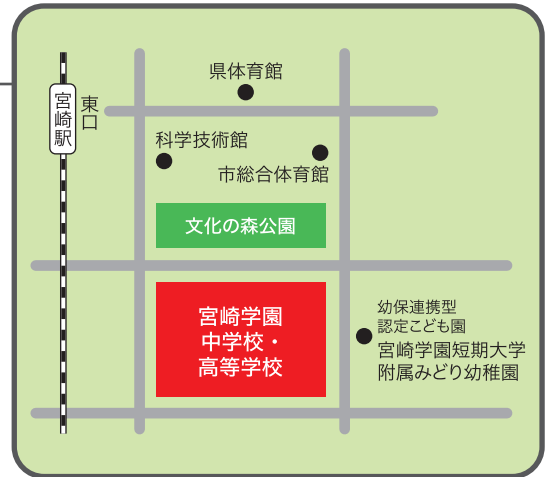 県体育館
宮崎駅
東口
科学技術館
市総合体育館
文化の森公園
宮崎学園
中学校・
高等学校
幼保連携型
認定こども園
宮崎学園短期大学
附属みどり幼稚園